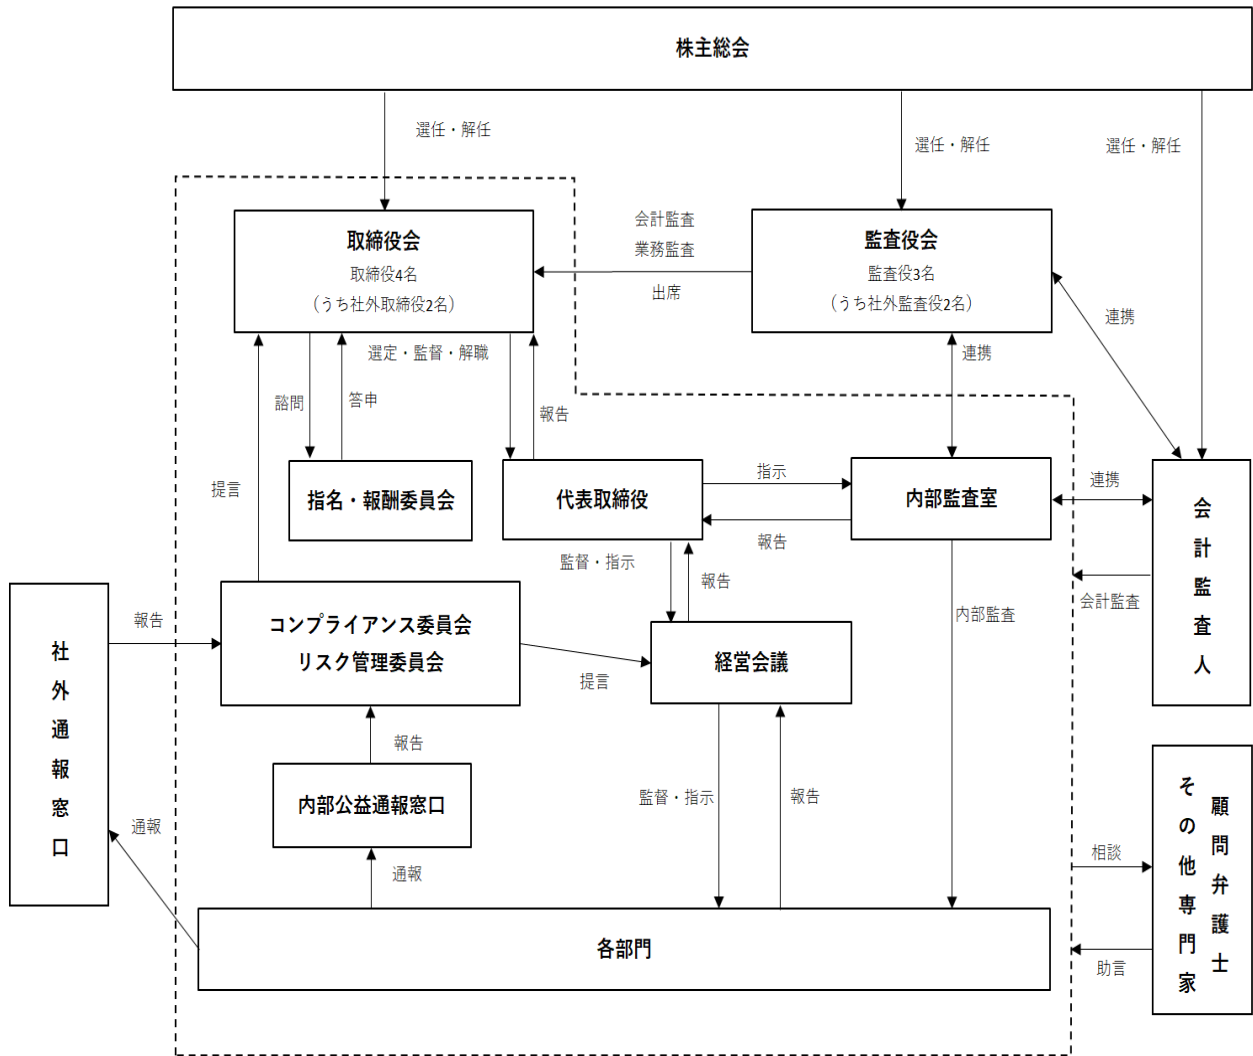 株主総会
選任・解任
選任・解任
選任・解任
取締役会
取締役4名
（うち社外取締役2名）
会計監査
業務監査
出席
監査役会
監査役3名
（うち社外監査役2名）
連携
連携
選定・監督・解職
諮問
答申
報告
提言
指名・報酬委員会
代表取締役
指示
報告
内部監査室
連携
会計監査人
会計監査
監督・指示
報告
内部監査
社外通報窓口
報告
コンプライアンス委員会
リスク管理委員会
提言
経営会議
報告
内部公益通報窓口
監督・指示
報告
通報
通報
相談
助言
顧問弁護士
その他専門家
各部門